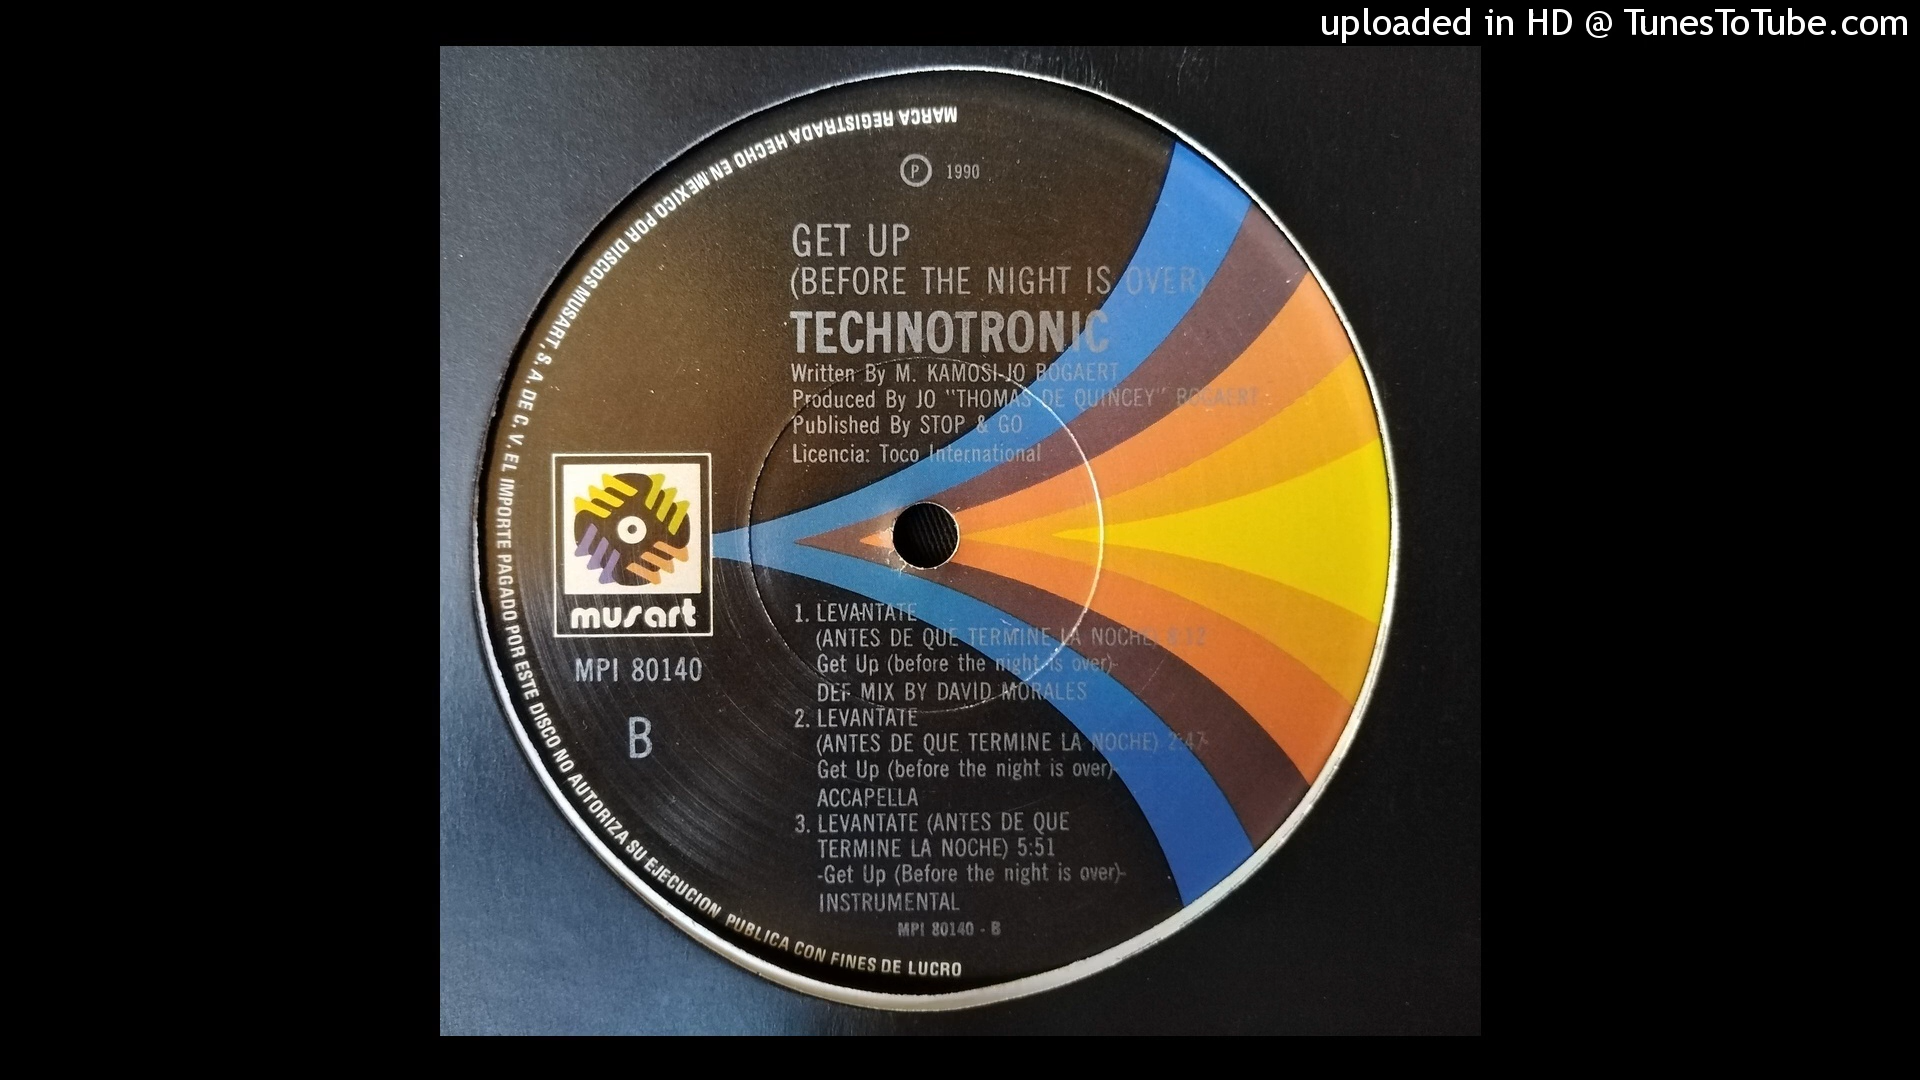 uploaded in HD @ TunesToTube.com
MARCA REGISTRADA HECHO EN MEXICO POR DISCOS MUSART, S. A. DE C. V. EL IMPORTE PAGADO POR ESTE DISCO NO AUTORIZA SU EJECUCION PUBLICA CON FINES DE LUCRO
Ⓟ 1990
GET UP
(BEFORE THE NIGHT IS OVER)
TECHNOTRONIC
Written By M. KAMOSI-JO BOGAERT
Produced By JO "THOMAS DE QUINCEY" BOGAERT
Published By STOP & GO
Licencia: Toco International
musart
MPI 80140
B
1. LEVANTATE
(ANTES DE QUE TERMINE LA NOCHE)
Get Up (before the night is over)-
DEF MIX BY DAVID MORALES
2. LEVANTATE
(ANTES DE QUE TERMINE LA NOCHE) 2:47-
Get Up (before the night is over)-
ACCAPELLA
3. LEVANTATE (ANTES DE QUE
TERMINE LA NOCHE) 5:51
-Get Up (Before the night is over)-
INSTRUMENTAL
MPI 80140 - B